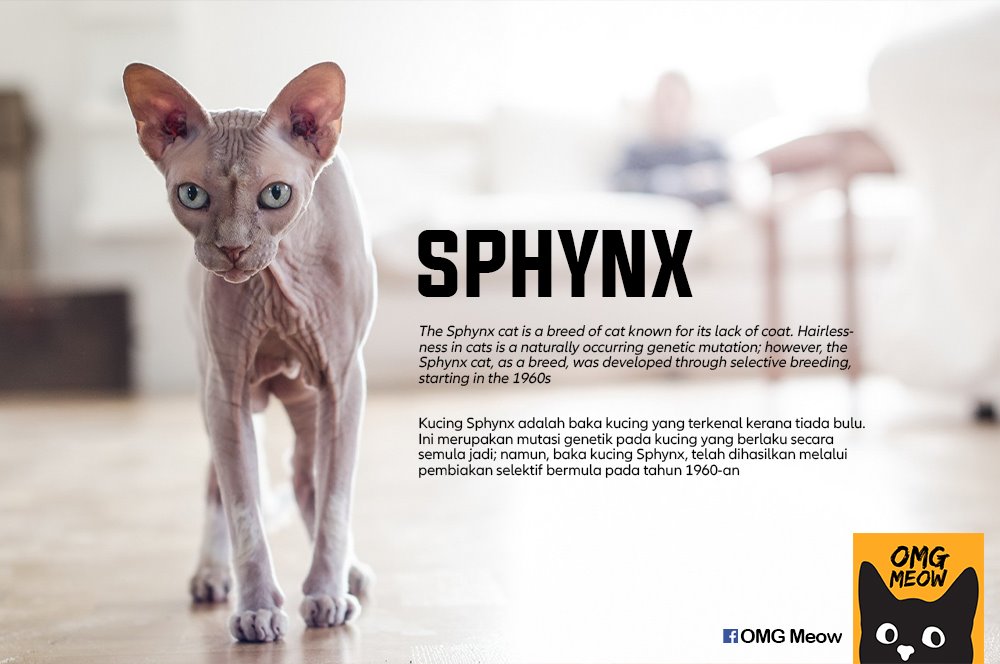 SPHYNX
The Sphynx cat is a breed of cat known for its lack of coat. Hairless-
ness in cats is a naturally occurring genetic mutation; however, the
Sphynx cat, as a breed, was developed through selective breeding,
starting in the 1960s
Kucing Sphynx adalah baka kucing yang terkenal kerana tiada bulu.
Ini merupakan mutasi genetik pada kucing yang berlaku secara
semula jadi; namun, baka kucing Sphynx, telah dihasilkan melalui
pembiakan selektif bermula pada tahun 1960-an
OMG
MEOW
f OMG Meow